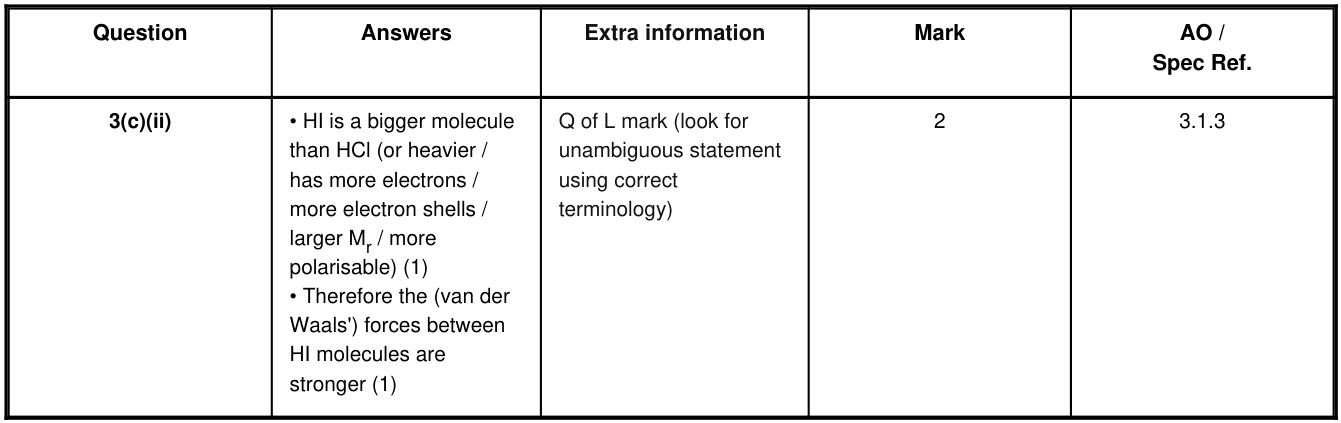 Question Answers Extra information Mark AO /
Spec Ref.
3(c)(ii) • HI is a bigger molecule Q of L mark (look for 2 3.1.3
than HCl (or heavier / unambiguous statement
has more electrons / using correct
more electron shells / terminology)
larger Mr / more
polarisable) (1)
• Therefore the (van der
Waals') forces between
HI molecules are
stronger (1)